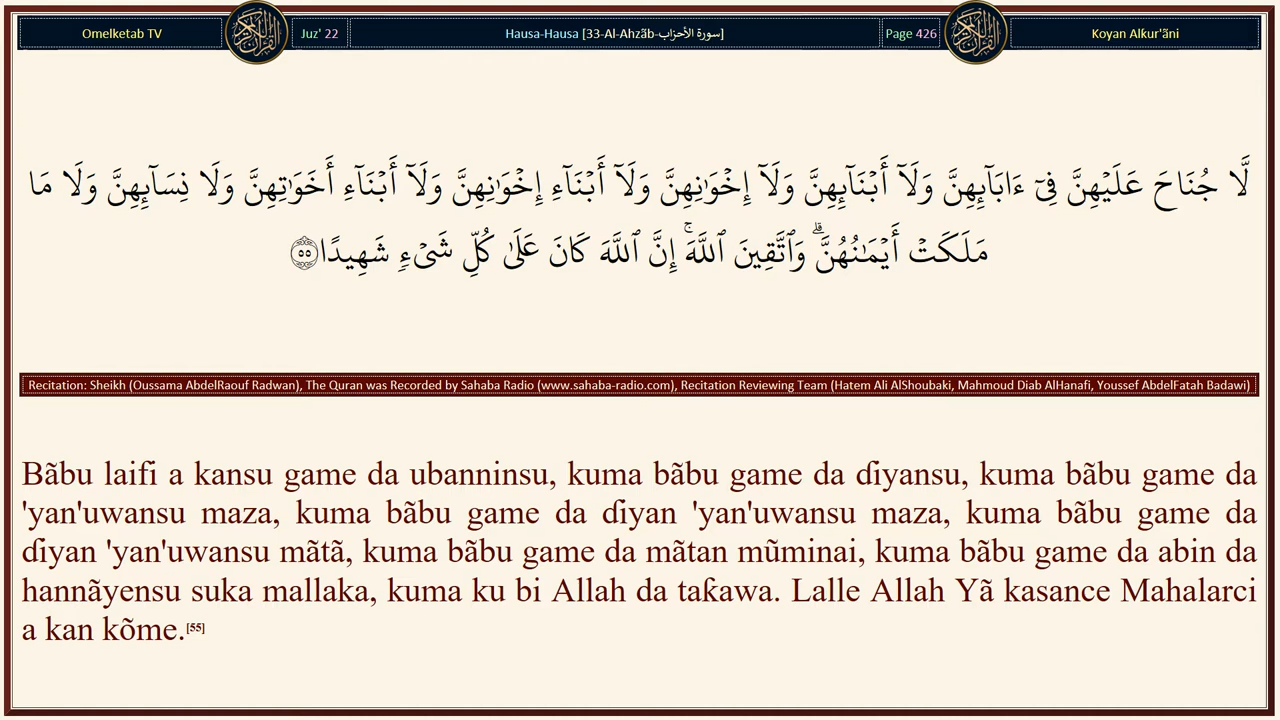 Omelketab TV
Juz' 22
Hausa-Hausa [33-Al-Ahzãb-سورة الأحزاب]
Page 426
Koyan Alƙur'ãni
لَّا جُنَاحَ عَلَيْهِنَّ فِىٓ ءَابَآئِهِنَّ وَلَآ أَبْنَآئِهِنَّ وَلَآ إِخْوَٰنِهِنَّ وَلَآ أَبْنَآءِ إِخْوَٰنِهِنَّ وَلَآ أَبْنَآءِ أَخَوَٰتِهِنَّ وَلَا نِسَآئِهِنَّ وَلَا مَا
مَلَكَتْ أَيْمَـٰنُهُنَّ ۗ وَٱتَّقِينَ ٱللَّهَ ۚ إِنَّ ٱللَّهَ كَانَ عَلَىٰ كُلِّ شَىْءٍ شَهِيدًا ٥٥
Recitation: Sheikh (Oussama AbdelRaouf Radwan), The Quran was Recorded by Sahaba Radio (www.sahaba-radio.com), Recitation Reviewing Team (Hatem Ali AlShoubaki, Mahmoud Diab AlHanafi, Youssef AbdelFatah Badawi)
Bãbu laifi a kansu game da ubanninsu, kuma bãbu game da ɗiyansu, kuma bãbu game da
'yan'uwansu maza, kuma bãbu game da ɗiyan 'yan'uwansu maza, kuma bãbu game da
ɗiyan 'yan'uwansu mãtã, kuma bãbu game da mãtan mũminai, kuma bãbu game da abin da
hannãyensu suka mallaka, kuma ku bi Allah da taƙawa. Lalle Allah Yã kasance Mahalarci
a kan kõme.[55]